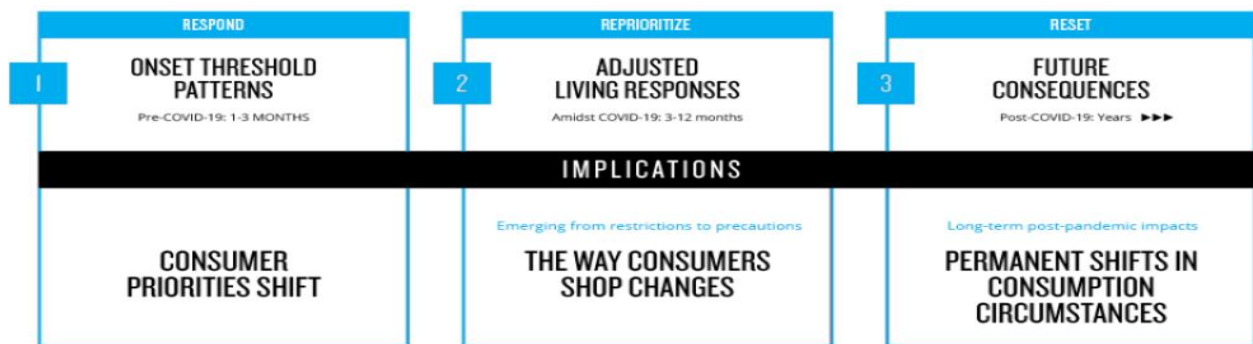 RESPOND
1
ONSET THRESHOLD
PATTERNS
Pre-COVID-19: 1-3 MONTHS
REPRIORITIZE
2
ADJUSTED
LIVING RESPONSES
Amidst COVID-19: 3-12 months
RESET
3
FUTURE
CONSEQUENCES
Post-COVID-19: Years ►►►
IMPLICATIONS
CONSUMER
PRIORITIES SHIFT
Emerging from restrictions to precautions
THE WAY CONSUMERS
SHOP CHANGES
Long-term post-pandemic impacts
PERMANENT SHIFTS IN
CONSUMPTION
CIRCUMSTANCES